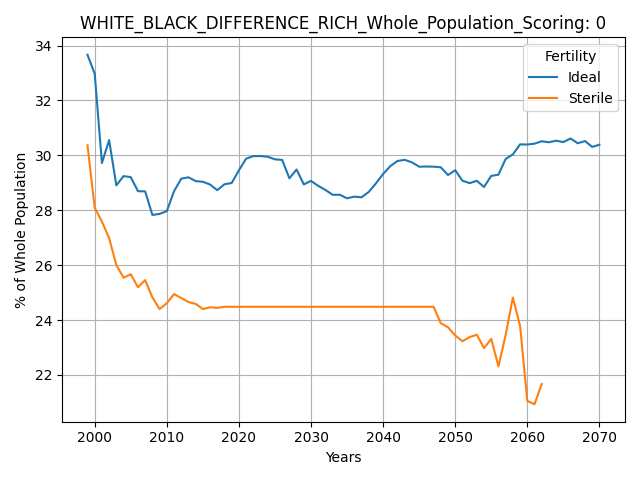 WHITE_BLACK_DIFFERENCE_RICH_Whole_Population_Scoring: 0
Fertility
Ideal
Sterile
34
32
30
28
26
24
22
% of Whole Population
2000 2010 2020 2030 2040 2050 2060 2070
Years